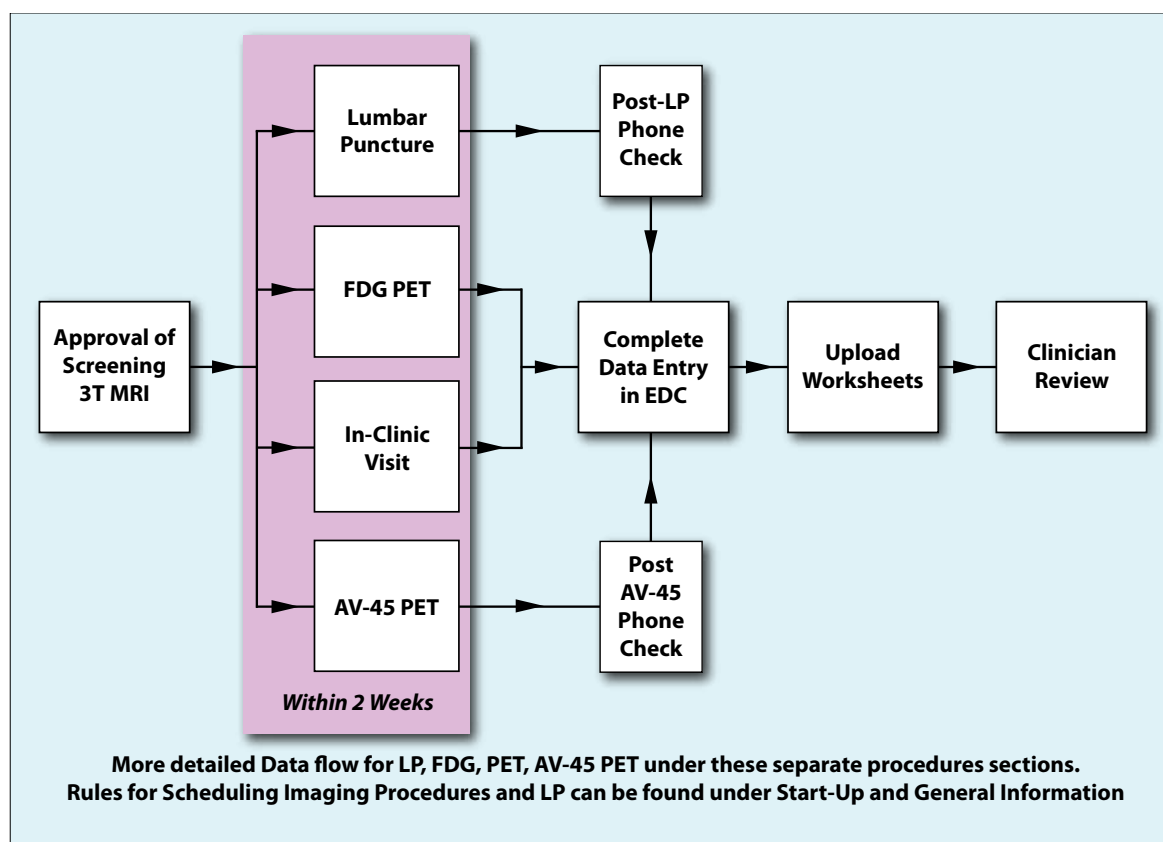 Approval of
Screening
3T MRI
Lumbar
Puncture
FDG PET
In-Clinic
Visit
AV-45 PET
Within 2 Weeks
Post-LP
Phone
Check
Complete
Data Entry
in EDC
Post
AV-45
Phone
Check
Upload
Worksheets
Clinician
Review
More detailed Data flow for LP, FDG, PET, AV-45 PET under these separate procedures sections.
Rules for Scheduling Imaging Procedures and LP can be found under Start-Up and General Information